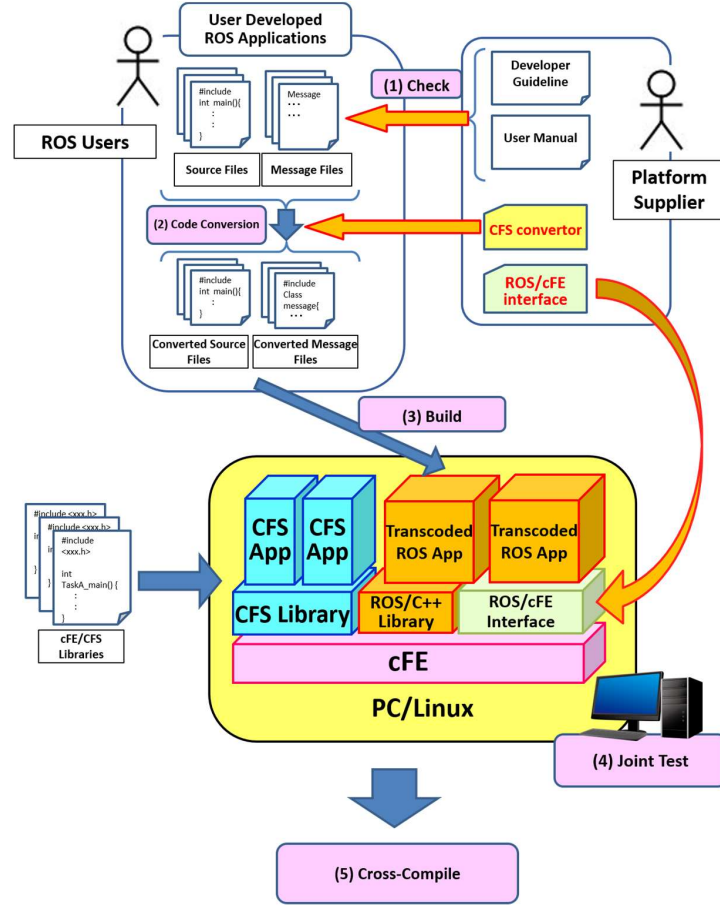 User Developed
ROS Applications
ROS Users
#include
int main(){
:
:
}
Message
...
...
Source Files
Message Files
(1) Check
Developer
Guideline
User Manual
Platform
Supplier
(2) Code Conversion
CFS convertor
ROS/cFE
interface
#include
int main(){
:
}
#include
Class
message{
...
Converted Source
Files
Converted Message
Files
(3) Build
#include <xxx.h>
#include <xxx.h>
#include
<xxx.h>
int
TaskA_main() {
:
:
}
cFE/CFS
Libraries
CFS
App
CFS
App
Transcoded
ROS App
Transcoded
ROS App
CFS Library
ROS/C++
Library
ROS/cFE
Interface
cFE
PC/Linux
(4) Joint Test
(5) Cross-Compile